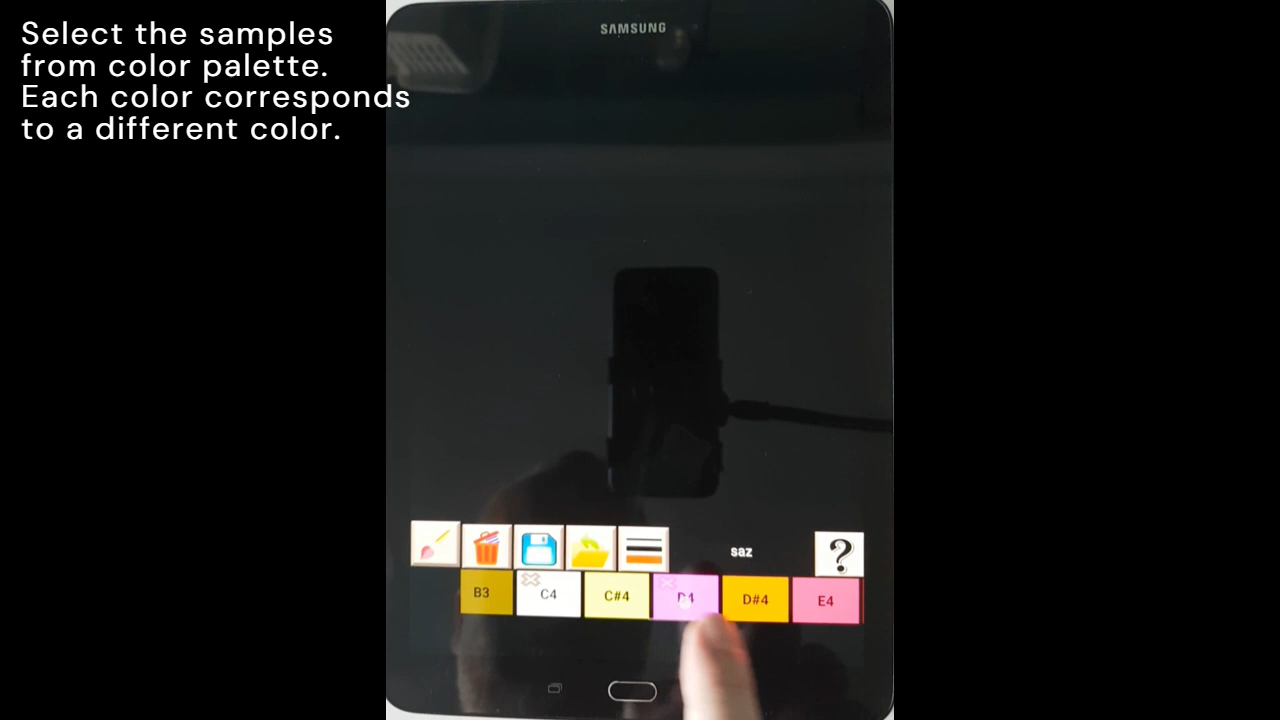 Select the samples
from color palette.
Each color corresponds
to a different color.
SAMSUNG
saz
B3 C4 C#4 D4 D#4 E4